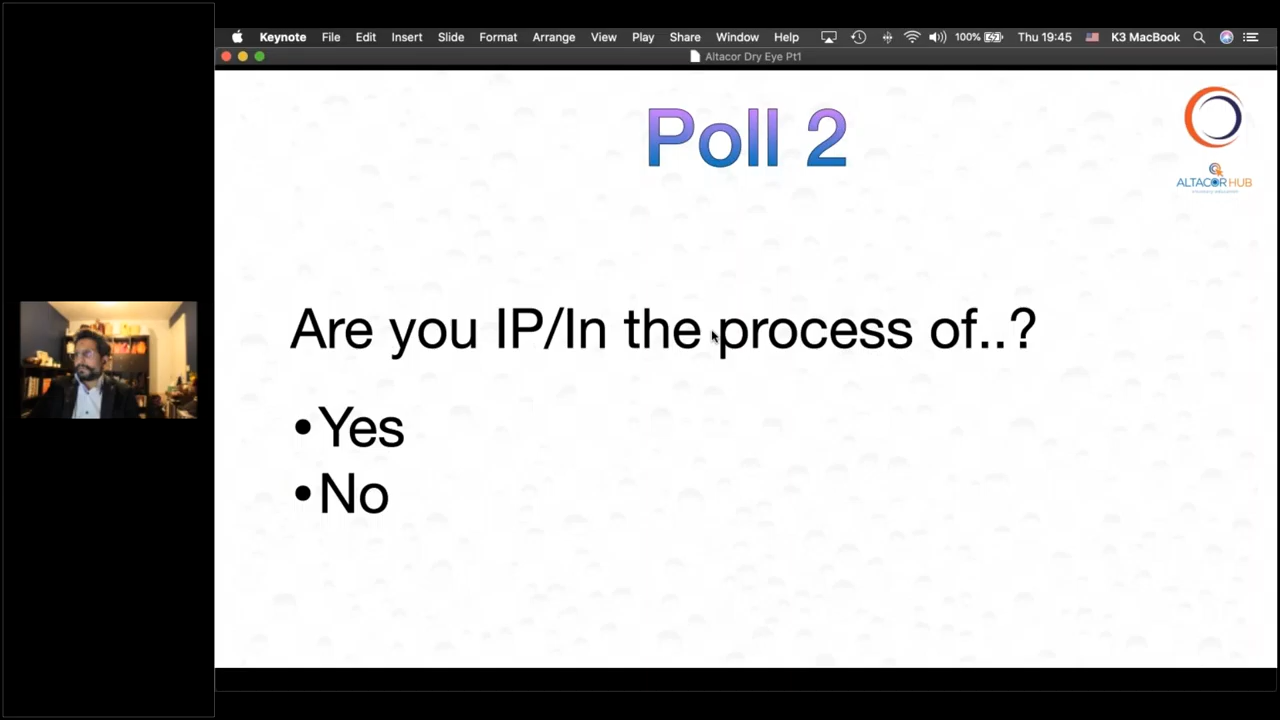 Keynote File Edit Insert Slide Format Arrange View Play Share Window Help 100% Thu 19:45 K3 MacBook
Altacor Dry Eye Pt1
Poll 2
ALTACOR HUB
Are you IP/In the process of..?
•Yes
•No